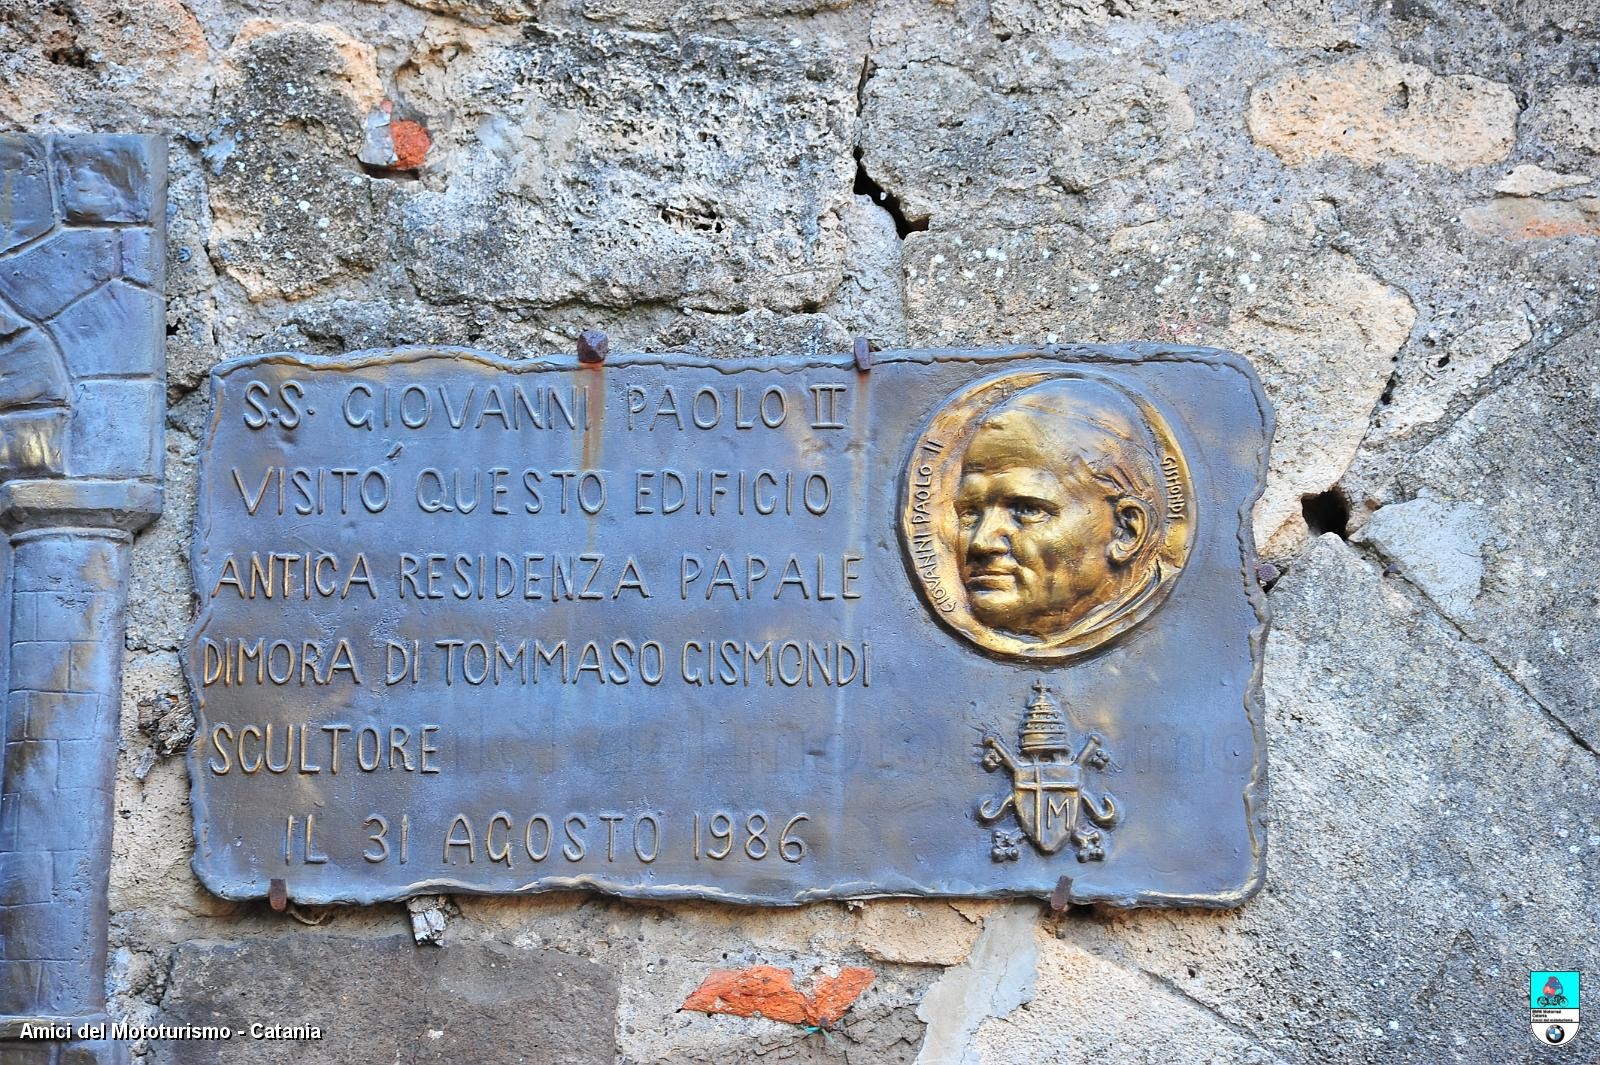 S.S. GIOVANNI PAOLO II
VISITÓ QUESTO EDIFICIO
ANTICA RESIDENZA PAPALE
DIMORA DI TOMMASO GISMONDI
SCULTORE
IL 31 AGOSTO 1986
GIOVANNI PAOLO II
GISMONDI
M
Amici del Mototurismo - Catania